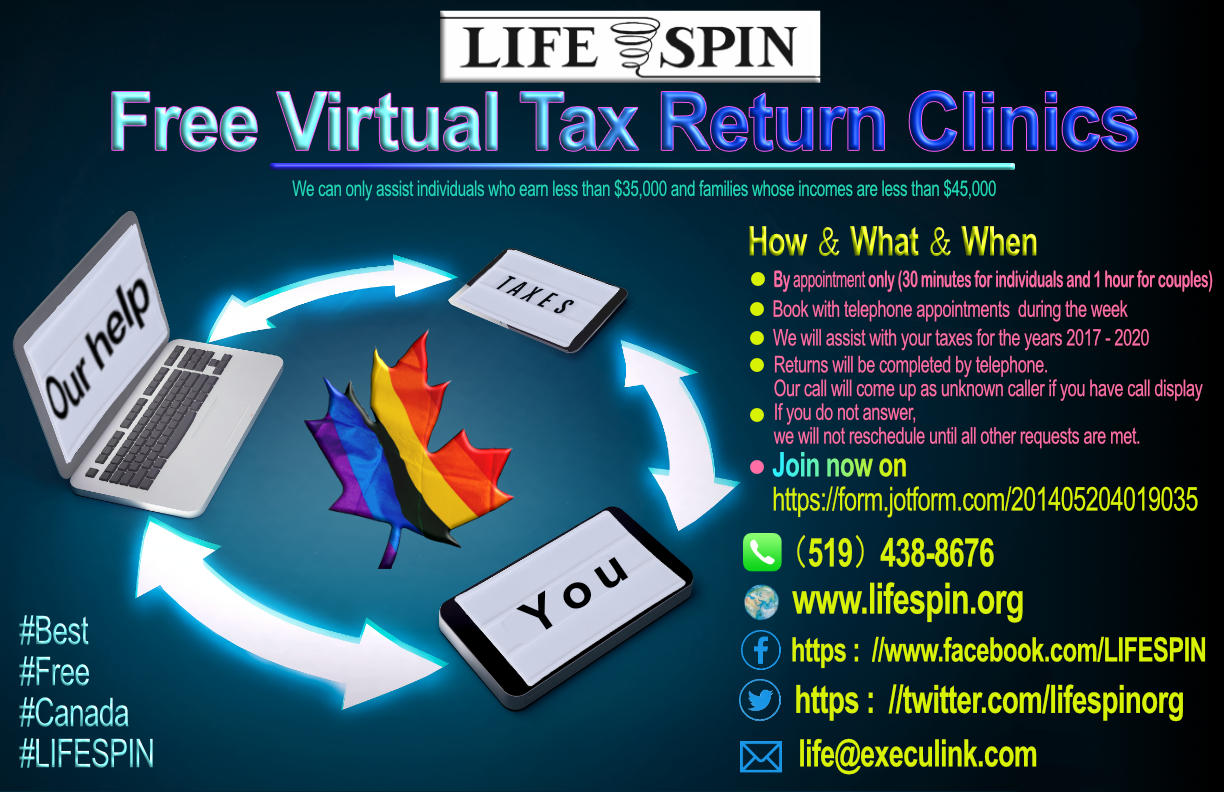 LIFE SPIN
Free Virtual Tax Return Clinics
We can only assist individuals who earn less than $35,000 and families whose incomes are less than $45,000
Our help
TAXES
You
How & What & When
By appointment only (30 minutes for individuals and 1 hour for couples)
Book with telephone appointments during the week
We will assist with your taxes for the years 2017 - 2020
Returns will be completed by telephone.
Our call will come up as unknown caller if you have call display
If you do not answer,
we will not reschedule until all other requests are met.
Join now on
https://form.jotform.com/201405204019035
（519）438-8676
www.lifespin.org
https : //www.facebook.com/LIFESPIN
https : //twitter.com/lifespinorg
life@execulink.com
#Best
#Free
#Canada
#LIFESPIN